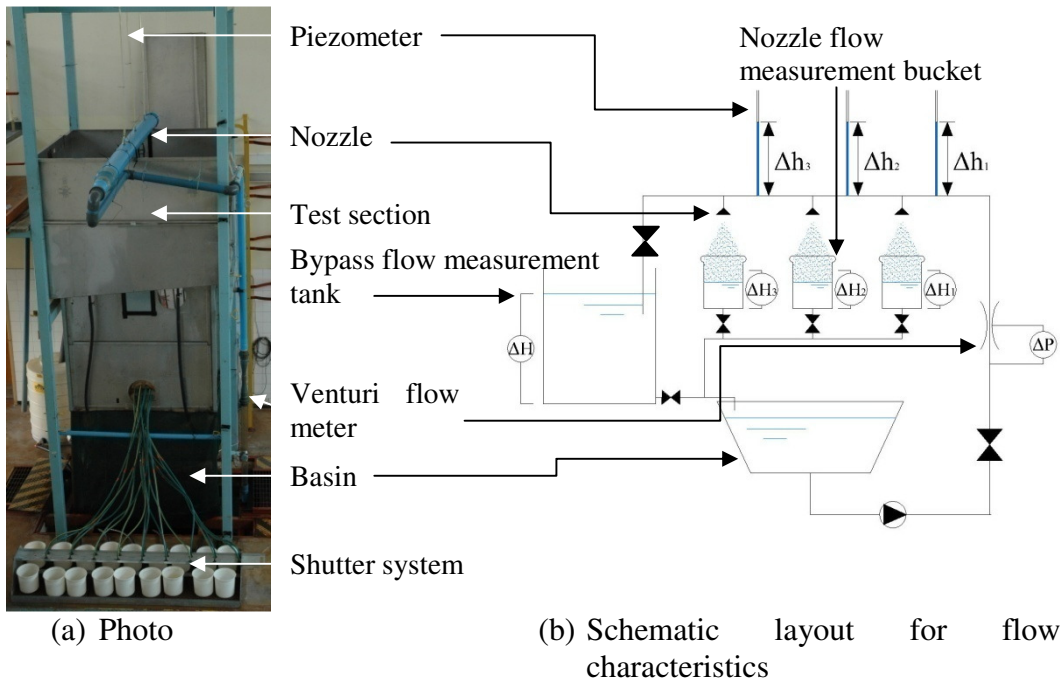 Piezometer
Nozzle flow
measurement bucket
Nozzle
Δh₃
Δh₂
Δh₁
Test section
Bypass flow measurement
tank
ΔH₃
ΔH₂
ΔH₁
ΔH
ΔP
Venturi flow
meter
Basin
Shutter system
(a) Photo
(b) Schematic layout for flow
characteristics